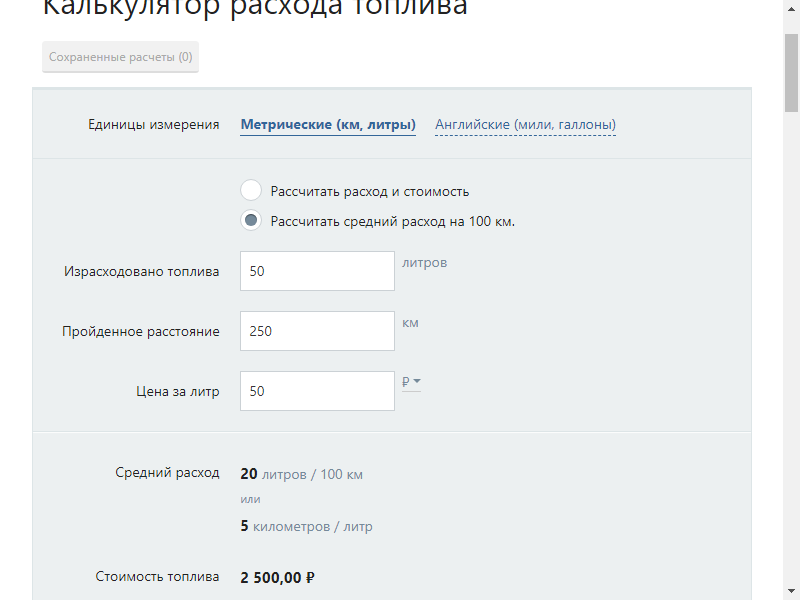 Калькулятор расхода топлива
Сохраненные расчеты (0)
Единицы измерения Метрические (км, литры) Английские (мили, галлоны)
Рассчитать расход и стоимость
Рассчитать средний расход на 100 км.
Израсходовано топлива 50 литров
Пройденное расстояние 250 км
Цена за литр 50 ₽
Средний расход 20 литров / 100 км
или
5 километров / литр
Стоимость топлива 2 500,00 ₽